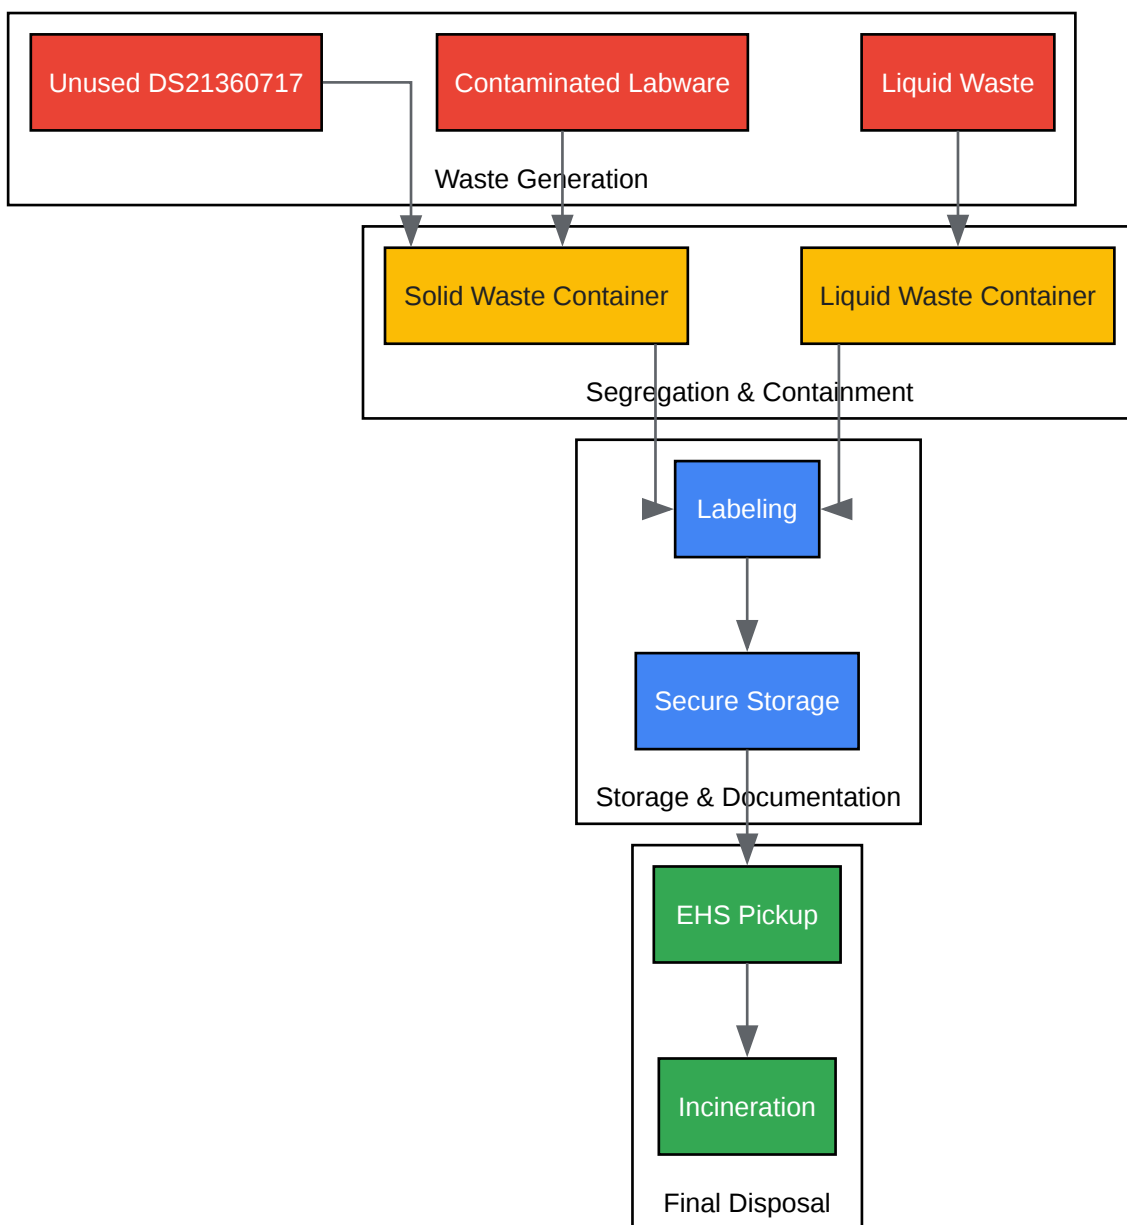 Unused DS21360717
Contaminated Labware
Liquid Waste
Waste Generation
Solid Waste Container
Liquid Waste Container
Segregation & Containment
Labeling
Secure Storage
Storage & Documentation
EHS Pickup
Incineration
Final Disposal